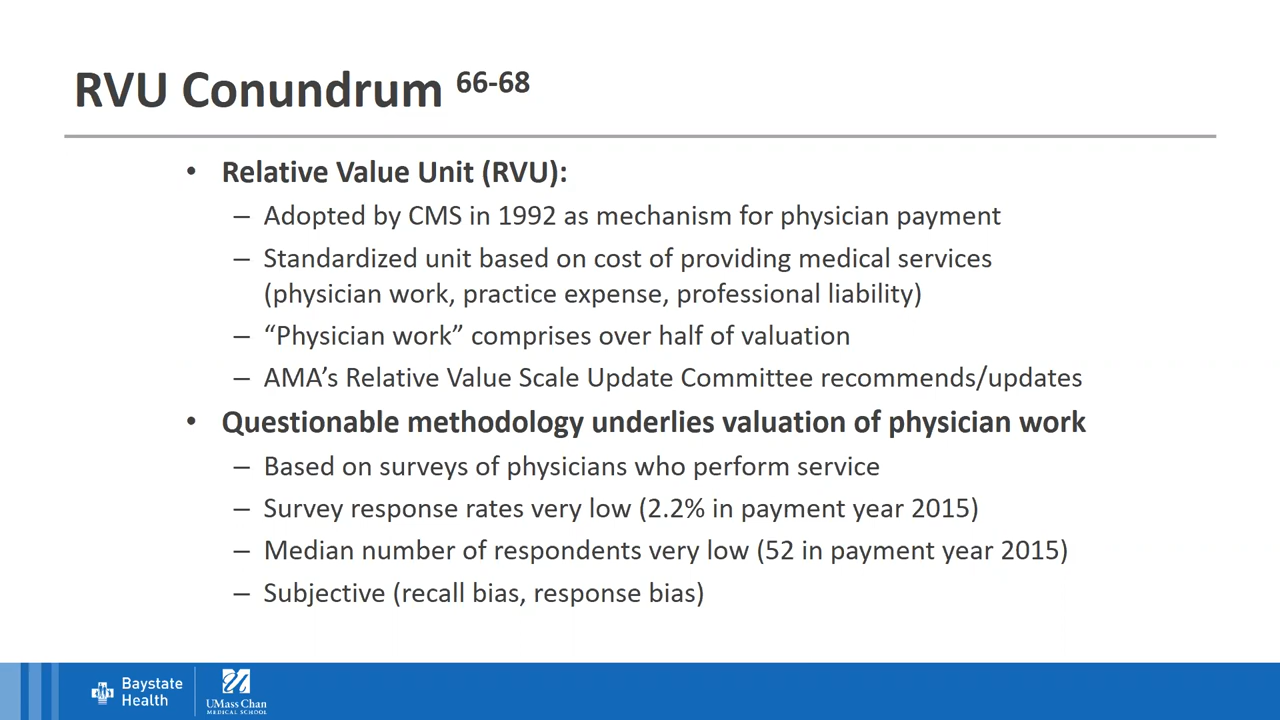 RVU Conundrum 66-68
• Relative Value Unit (RVU):
– Adopted by CMS in 1992 as mechanism for physician payment
– Standardized unit based on cost of providing medical services
(physician work, practice expense, professional liability)
– “Physician work” comprises over half of valuation
– AMA’s Relative Value Scale Update Committee recommends/updates
• Questionable methodology underlies valuation of physician work
– Based on surveys of physicians who perform service
– Survey response rates very low (2.2% in payment year 2015)
– Median number of respondents very low (52 in payment year 2015)
– Subjective (recall bias, response bias)
Baystate
Health
UMass Chan
MEDICAL SCHOOL